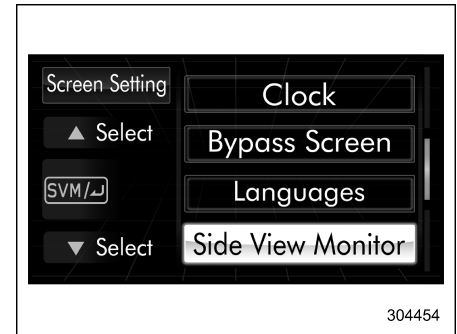 Screen Setting
▲ Select
SVM/↵
▼ Select
Clock
Bypass Screen
Languages
Side View Monitor
304454